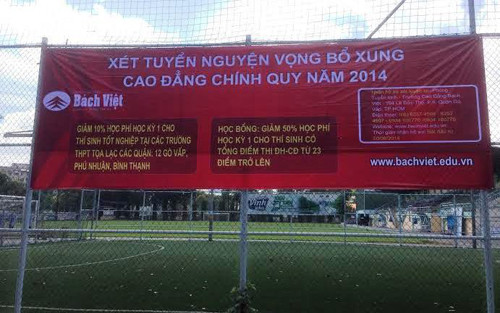 XÉT TUYỂN NGUYỆN VỌNG BỔ XUNG
CAO ĐẲNG CHÍNH QUY NĂM 2014
Bách Việt
GIẢM 10% HỌC PHÍ HỌC KỲ 1 CHO
THÍ SINH TỐT NGHIỆP TẠI CÁC TRƯỜNG
THPT TỌA LẠC CÁC QUẬN: 12 GÒ VẤP,
PHÚ NHUẬN, BÌNH THẠNH
HỌC BỔNG: GIẢM 50% HỌC PHÍ
HỌC KỲ 1 CHO THÍ SINH CÓ
TỔNG ĐIỂM THI ĐH-CĐ TỪ 23
ĐIỂM TRỞ LÊN
www.bachviet.edu.vn